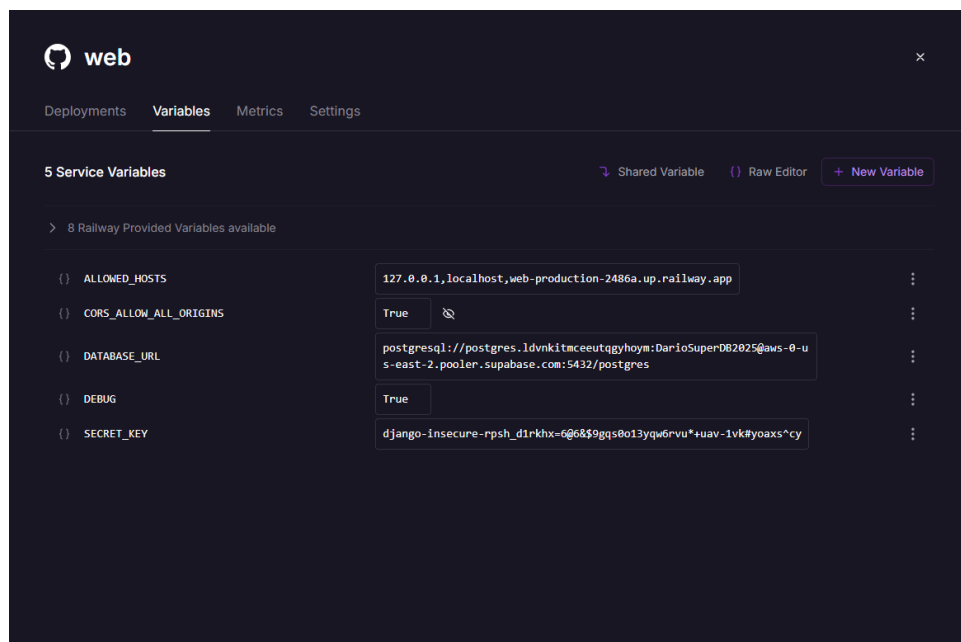 web
Deployments Variables Metrics Settings
5 Service Variables Shared Variable {} Raw Editor + New Variable
8 Railway Provided Variables available
{} ALLOWED_HOSTS 127.0.0.1,localhost,web-production-2486a.up.railway.app
{} CORS_ALLOW_ALL_ORIGINS True
{} DATABASE_URL postgresql://postgres.ldvnkitmceeutqgyhoym:DarioSuperDB2025@aws-0-u
s-east-2.pooler.supabase.com:5432/postgres
{} DEBUG True
{} SECRET_KEY django-insecure-rpsh_d1rkhx=6@6&$9gqs0o13yqw6rvu*+uav-1vk#yoaxs^cy